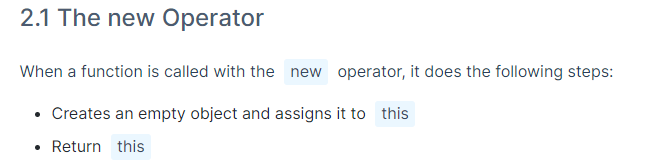 2.1 The new Operator
When a function is called with the new operator, it does the following steps:
• Creates an empty object and assigns it to this
• Return this